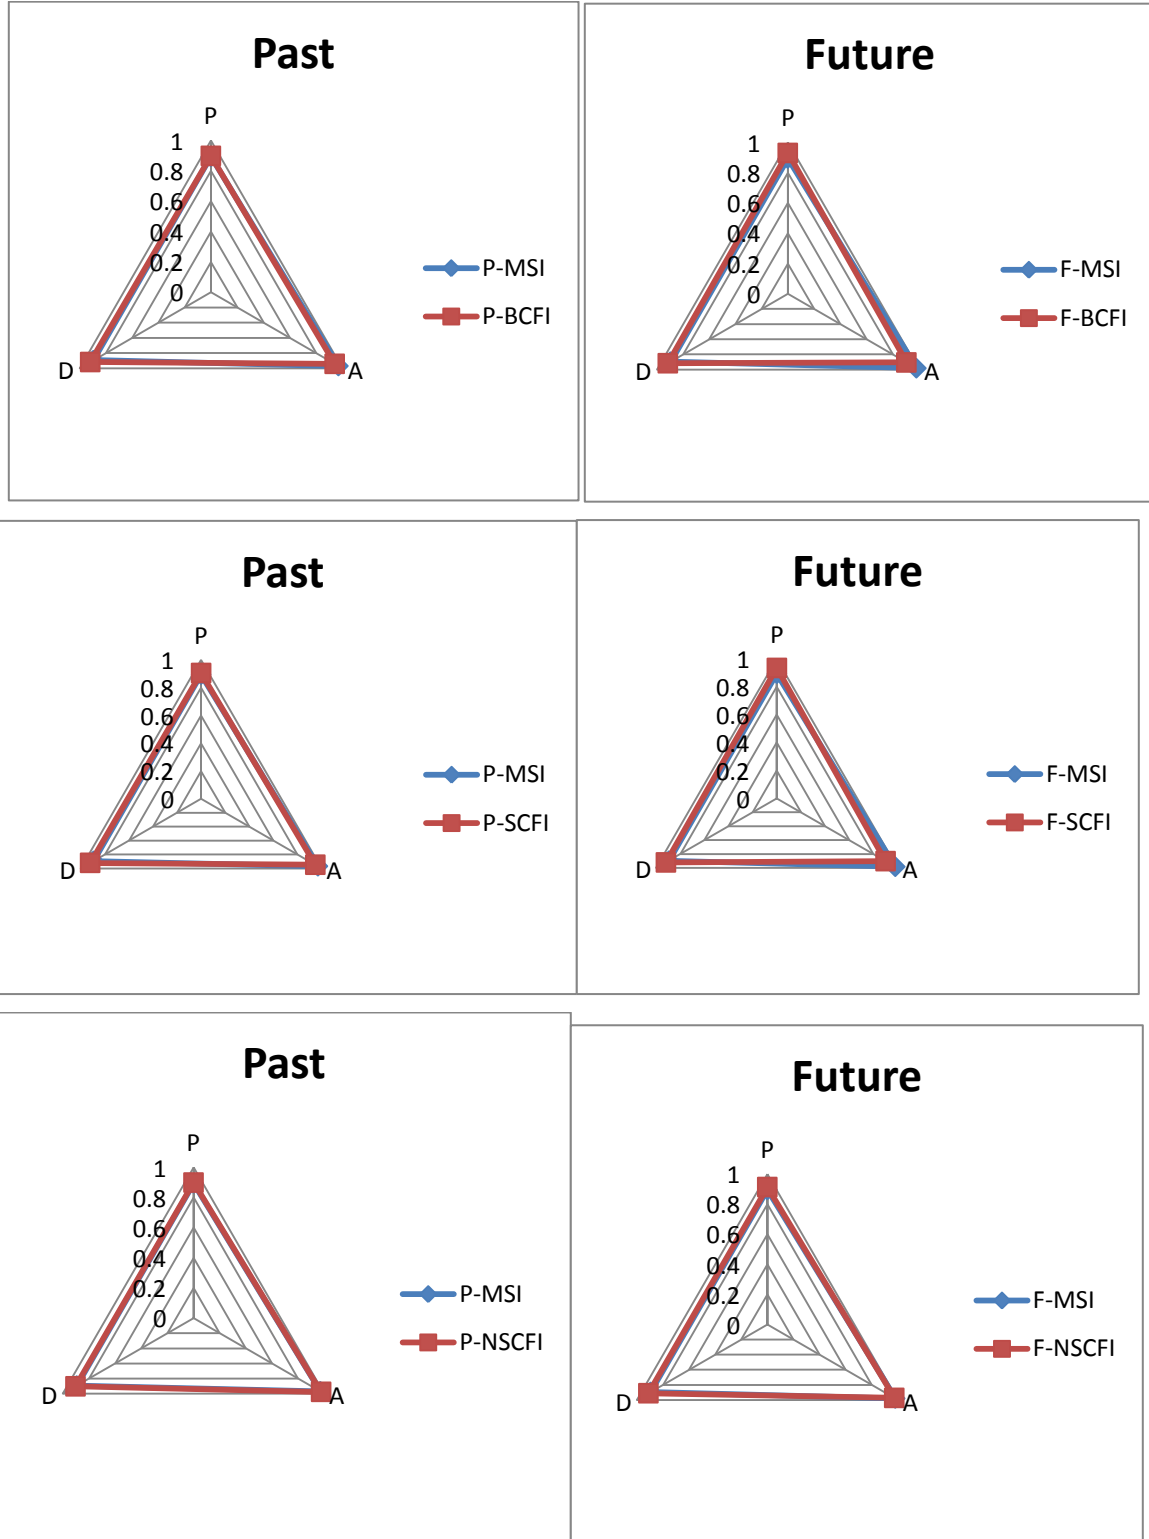 Past
P
1
0.8
0.6
0.4
0.2
0
D
A
P-MSI
P-BCFI
Future
P
1
0.8
0.6
0.4
0.2
0
D
A
F-MSI
F-BCFI
Past
P
1
0.8
0.6
0.4
0.2
0
D
A
P-MSI
P-SCFI
Future
P
1
0.8
0.6
0.4
0.2
0
D
A
F-MSI
F-SCFI
Past
P
1
0.8
0.6
0.4
0.2
0
D
A
P-MSI
P-NSCFI
Future
P
1
0.8
0.6
0.4
0.2
0
D
A
F-MSI
F-NSCFI